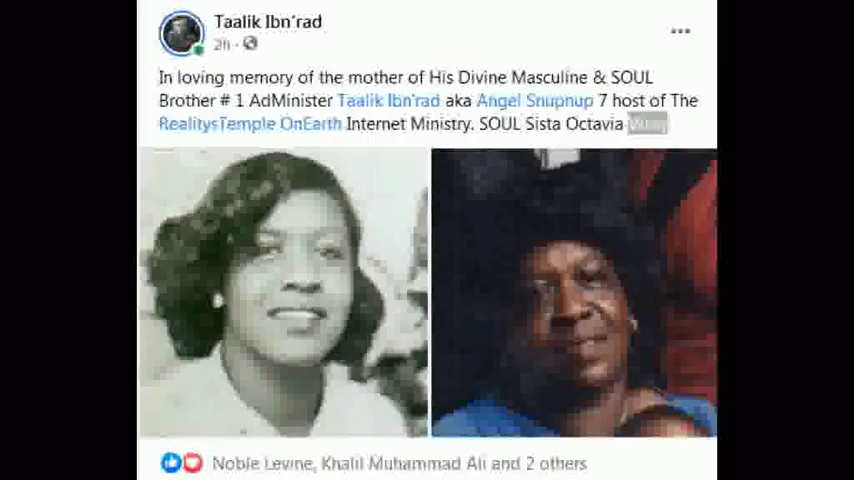 Taalik Ibn'rad
2h
In loving memory of the mother of His Divine Masculine & SOUL
Brother # 1 AdMinister Taalik Ibn'rad aka Angel Snupnup 7 host of The
RealitysTemple OnEarth Internet Ministry. SOUL Sista Octavia
Noble Levine, Khalil Muhammad Ali and 2 others